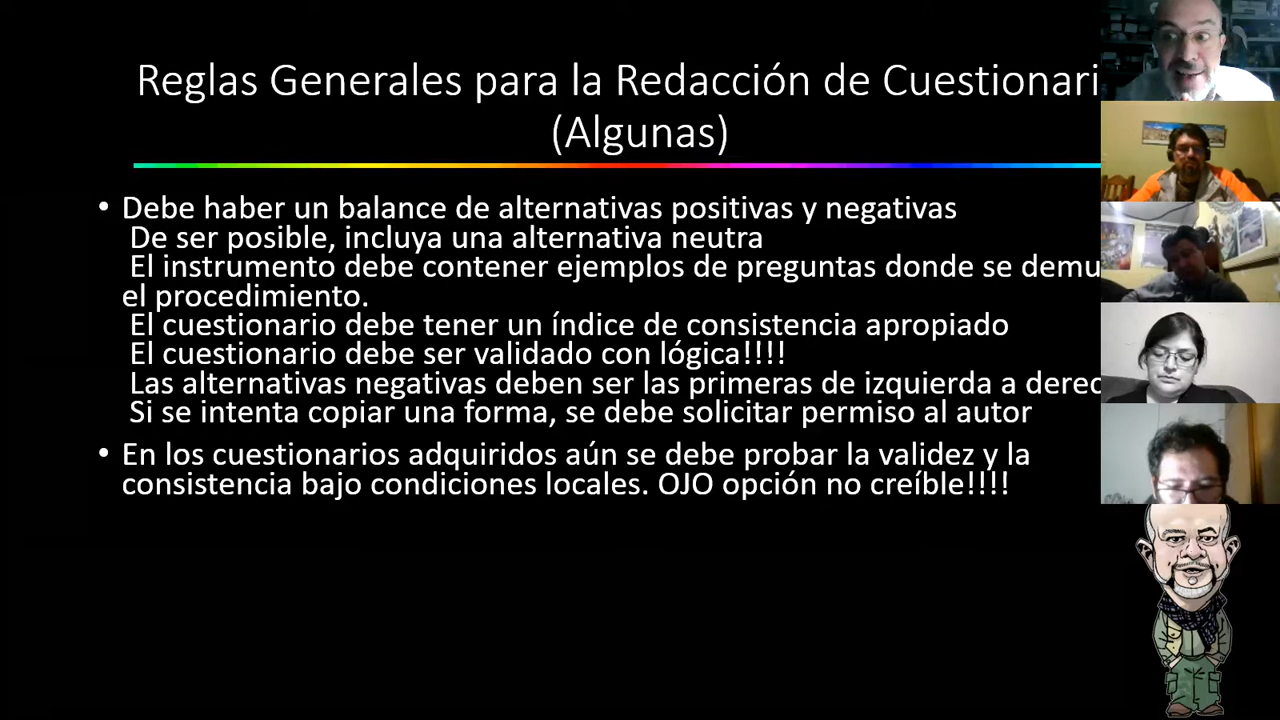 Reglas Generales para la Redacción de Cuestionari
(Algunas)
• Debe haber un balance de alternativas positivas y negativas
De ser posible, incluya una alternativa neutra
El instrumento debe contener ejemplos de preguntas donde se demu
el procedimiento.
El cuestionario debe tener un índice de consistencia apropiado
El cuestionario debe ser validado con lógica!!!!
Las alternativas negativas deben ser las primeras de izquierda a derec
Si se intenta copiar una forma, se debe solicitar permiso al autor
• En los cuestionarios adquiridos aún se debe probar la validez y la
consistencia bajo condiciones locales. OJO opción no creíble!!!!